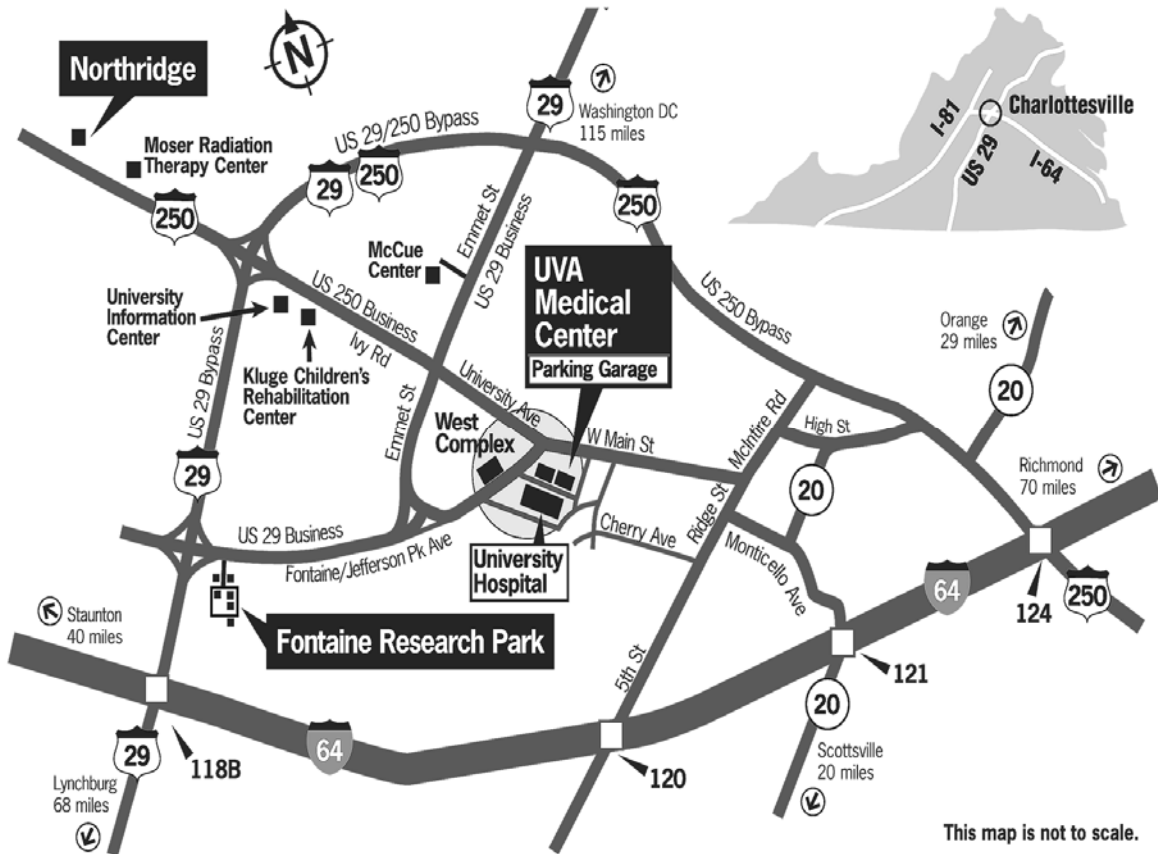 Northridge
N
29
Washington DC
115 miles
I-81
Charlottesville
US 29
I-64
Moser Radiation
Therapy Center
US 29/250 Bypass
250
29
250
250
Emmet St
US 29 Business
McCue
Center
UVA
Medical
Center
Parking Garage
US 250 Bypass
Orange
29 miles
20
University
Information
Center
US 250 Business
Ivy Rd
Kluge Children's
Rehabilitation
Center
US 29 Bypass
University Ave
Emmet St
West
Complex
W Main St
McIntire Rd
High St
Richmond
70 miles
29
20
Ridge St
Cherry Ave
Monticello Ave
US 29 Business
Fontaine/Jefferson Pk Ave
University
Hospital
64
124
250
Staunton
40 miles
Fontaine Research Park
5th St
121
20
118B
64
120
29
Lynchburg
68 miles
Scottsville
20 miles
This map is not to scale.